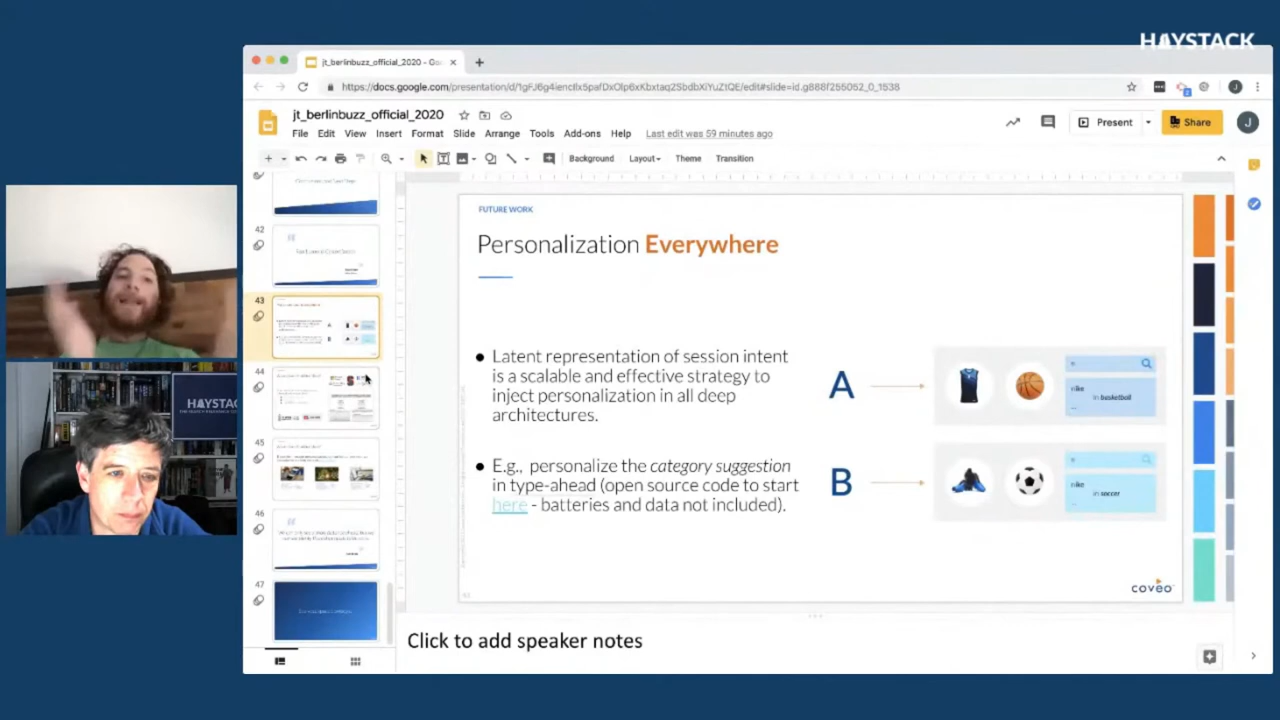 HAYSTACK
jt_berlinbuzz_official_2020 - Goo
jt_berlinbuzz_official_2020
File Edit View Insert Format Slide Arrange Tools Add-ons Help Last edit was 59 minutes ago
Present
Share
J
Background Layout Theme Transition
42
43
44
45
46
47
FUTURE WORK
Personalization Everywhere
● Latent representation of session intent
is a scalable and effective strategy to
inject personalization in all deep
architectures.
● E.g., personalize the category suggestion
in type-ahead (open source code to start
here - batteries and data not included).
A
nike
in basketball
B
nike
in soccer
coveo
HAYSTAC
Click to add speaker notes